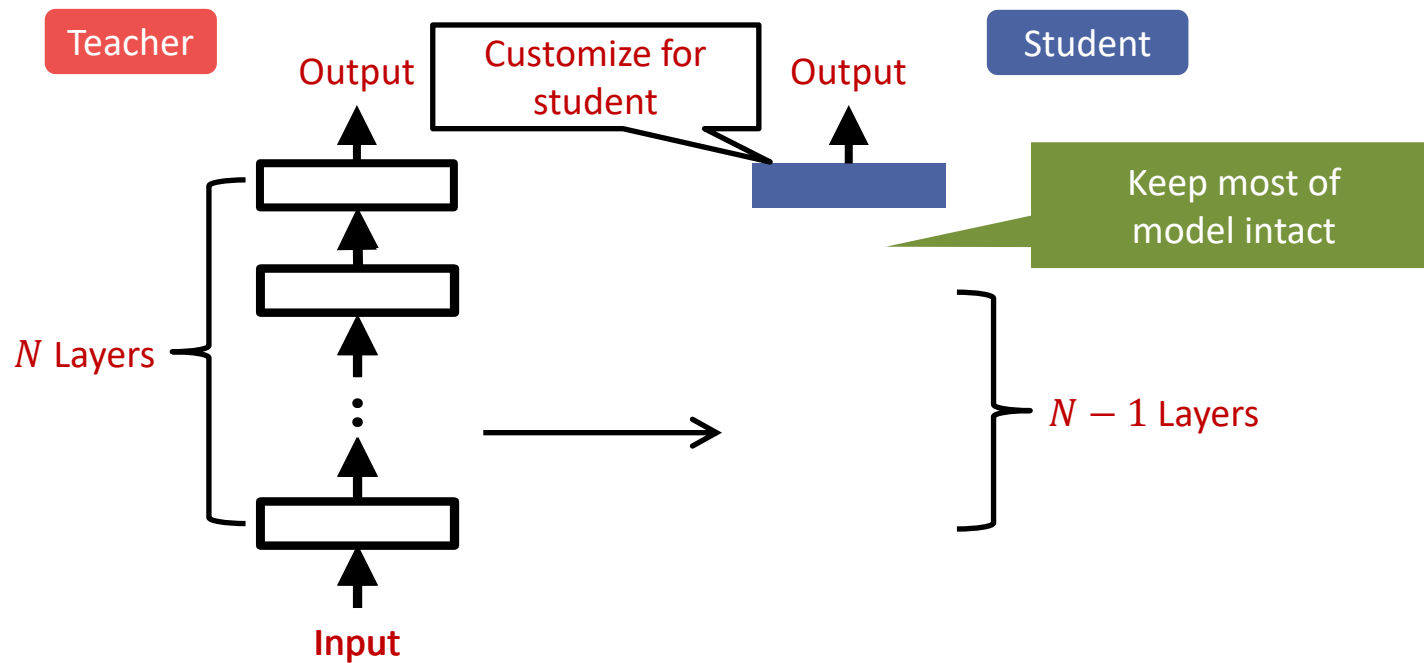 Teacher
Output
Customize for
student
Output
Student
Keep most of
model intact
N Layers
N − 1 Layers
Input